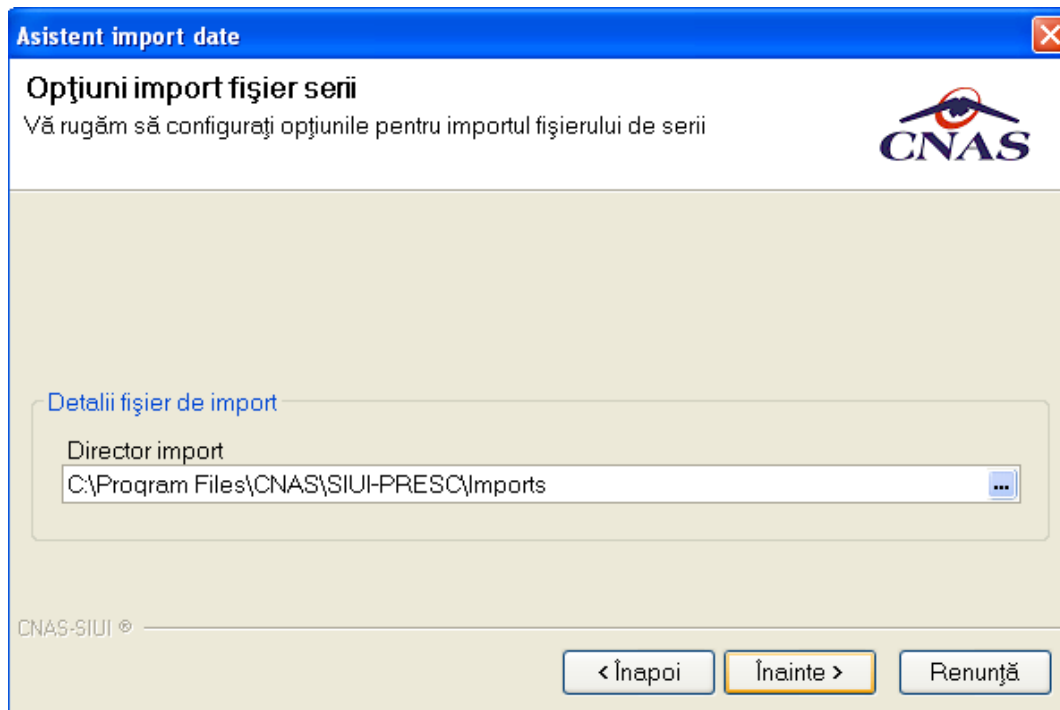 Asistent import date
Opţiuni import fişier serii
Vă rugăm să configuraţi opţiunile pentru importul fişierului de serii
CNAS
Detalii fişier de import
Director import
C:\Program Files\CNAS\SIUI-PRESC\Imports
...
CNAS-SIUI ®
< Înapoi
Înainte >
Renunţă